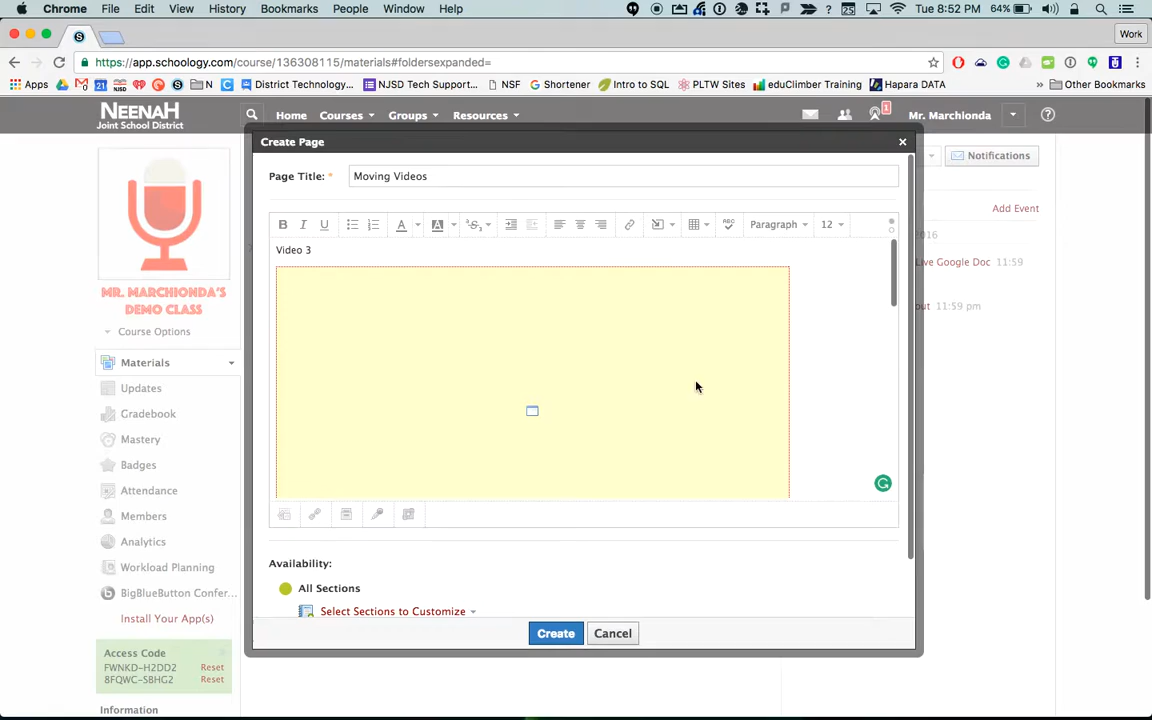 Chrome File Edit View History Bookmarks People Window Help Tue 8:52 PM 64%
Work
https://app.schoology.com/course/136308115/materials#foldersexpanded=
Apps N District Technology... NJSD Tech Support... NSF Shortener Intro to SQL PLTW Sites eduClimber Training Hapara DATA » Other Bookmarks
NEENAH
Joint School District
Home Courses Groups Resources 1 Mr. Marchionda
Create Page
Notifications
Page Title: * Moving Videos
Add Event
B I U A A Paragraph 12
2016
Video 3
Live Google Doc 11:59
MR. MARCHIONDA'S
DEMO CLASS
out 11:59 pm
Course Options
Materials
Updates
Gradebook
Mastery
Badges
Attendance
Members
Analytics
Availability:
Workload Planning
All Sections
BigBlueButton Confer...
Select Sections to Customize
Install Your App(s)
Create Cancel
Access Code
FWNKD-H2DD2 Reset
8FQWC-SBHG2 Reset
Information